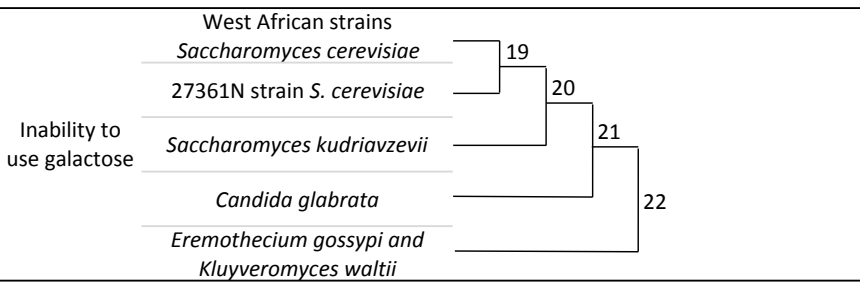 West African strains
Saccharomyces cerevisiae
19
27361N strain S. cerevisiae
20
Inability to
use galactose
Saccharomyces kudriavzevii
21
Candida glabrata
22
Eremothecium gossypi and
Kluyveromyces waltii